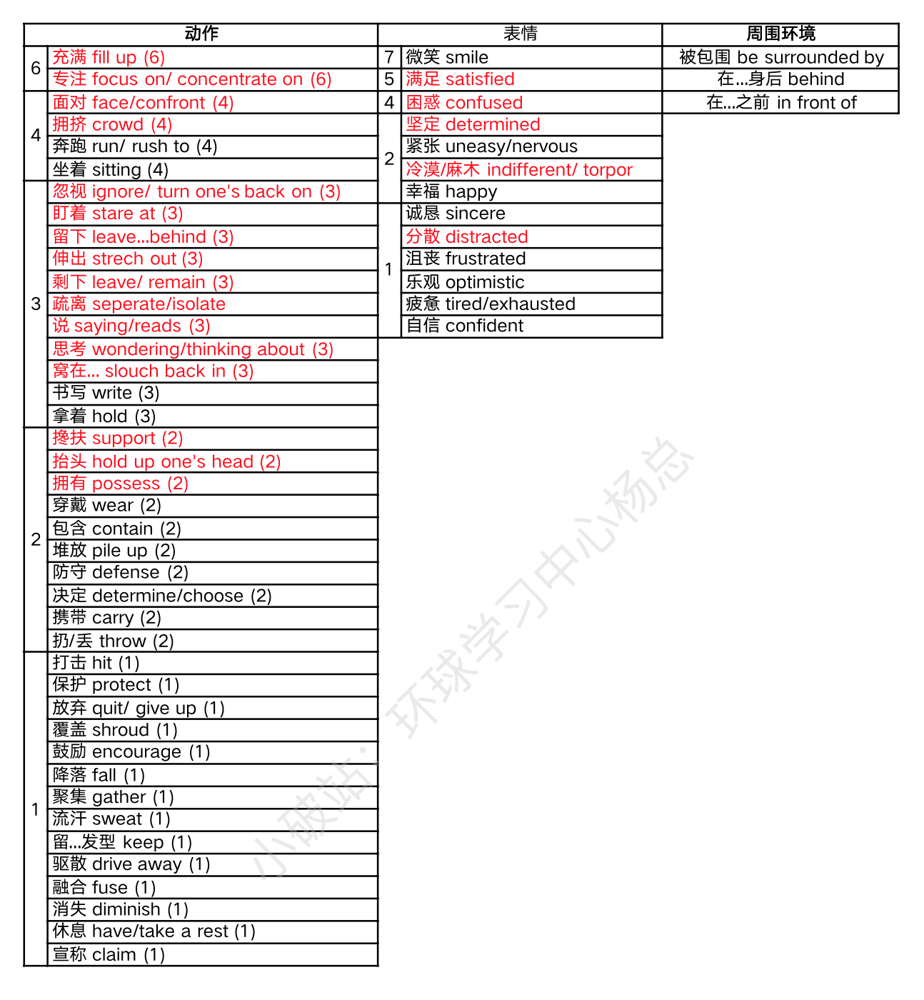 动作 表情 周围环境
6 充满 fill up (6) 7 微笑 smile 被包围 be surrounded by
专注 focus on/ concentrate on (6) 5 满足 satisfied 在...身后 behind
4 面对 face/confront (4) 4 困惑 confused 在...之前 in front of
拥挤 crowd (4) 2 坚定 determined
奔跑 run/ rush to (4) 紧张 uneasy/nervous
坐着 sitting (4) 冷漠/麻木 indifferent/ torpor
3 忽视 ignore/ turn one's back on (3) 幸福 happy
盯着 stare at (3) 1 诚恳 sincere
留下 leave...behind (3) 分散 distracted
伸出 strech out (3) 沮丧 frustrated
剩下 leave/ remain (3) 乐观 optimistic
疏离 seperate/isolate 疲惫 tired/exhausted
说 saying/reads (3) 自信 confident
思考 wondering/thinking about (3)
窝在... slouch back in (3)
书写 write (3)
拿着 hold (3)
2 搀扶 support (2)
抬头 hold up one's head (2)
拥有 possess (2)
穿戴 wear (2)
包含 contain (2)
堆放 pile up (2)
防守 defense (2)
决定 determine/choose (2)
携带 carry (2)
扔/丢 throw (2)
1 打击 hit (1)
保护 protect (1)
放弃 quit/ give up (1)
覆盖 shroud (1)
鼓励 encourage (1)
降落 fall (1)
聚集 gather (1)
流汗 sweat (1)
留...发型 keep (1)
驱散 drive away (1)
融合 fuse (1)
消失 diminish (1)
休息 have/take a rest (1)
宣称 claim (1)
小破站：环球学习中心杨总